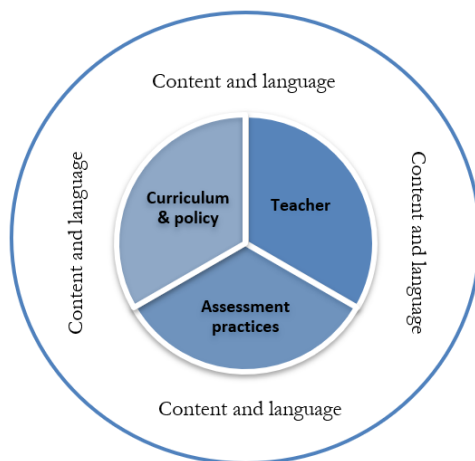 Content and language
Content and language
Curriculum
& policy
Teacher
Content and language
Assessment
practices
Content and language